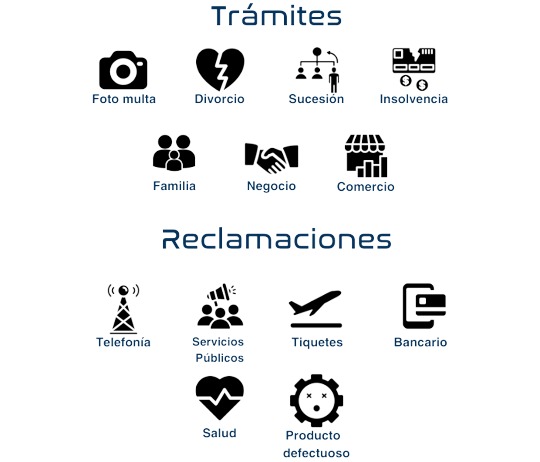 Trámites
Foto multa
Divorcio
Sucesión
Insolvencia
Familia
Negocio
Comercio
Reclamaciones
Telefonía
Servicios
Públicos
Tiquetes
Bancario
Salud
Producto
defectuoso